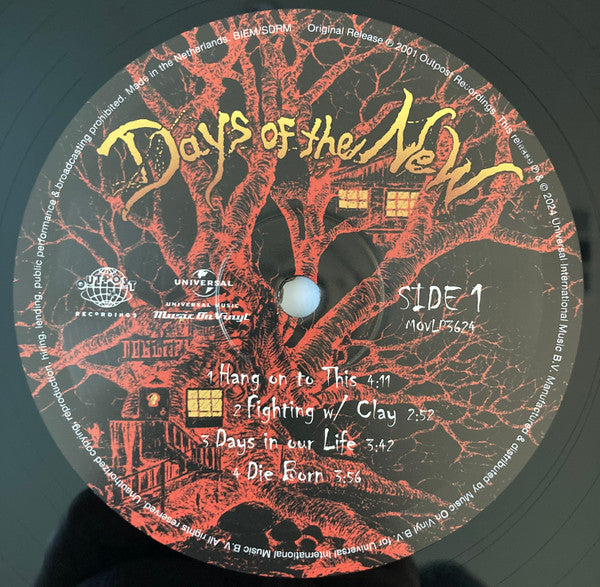 Unauthorized copying, reproduction, hiring, lending, public performance & broadcasting prohibited. Made in the Netherlands. BIEM/SDRM Original Release ℗ 2001 Outpost Recordings. This release ℗ & © 2024 Universal International Music B.V. Manufactured & distributed by Music On Vinyl B.V. for Universal International Music B.V. All rights reserved.
Days of the New
OUTPOST
RECORDINGS
UNIVERSAL
UNIVERSAL MUSIC
Music On Vinyl
SIDE 1
MOVLP3624
1 Hang on to This 4:11
2 Fighting w/ Clay 2:52
3 Days in our Life 3:42
4 Die Born 3:56
?